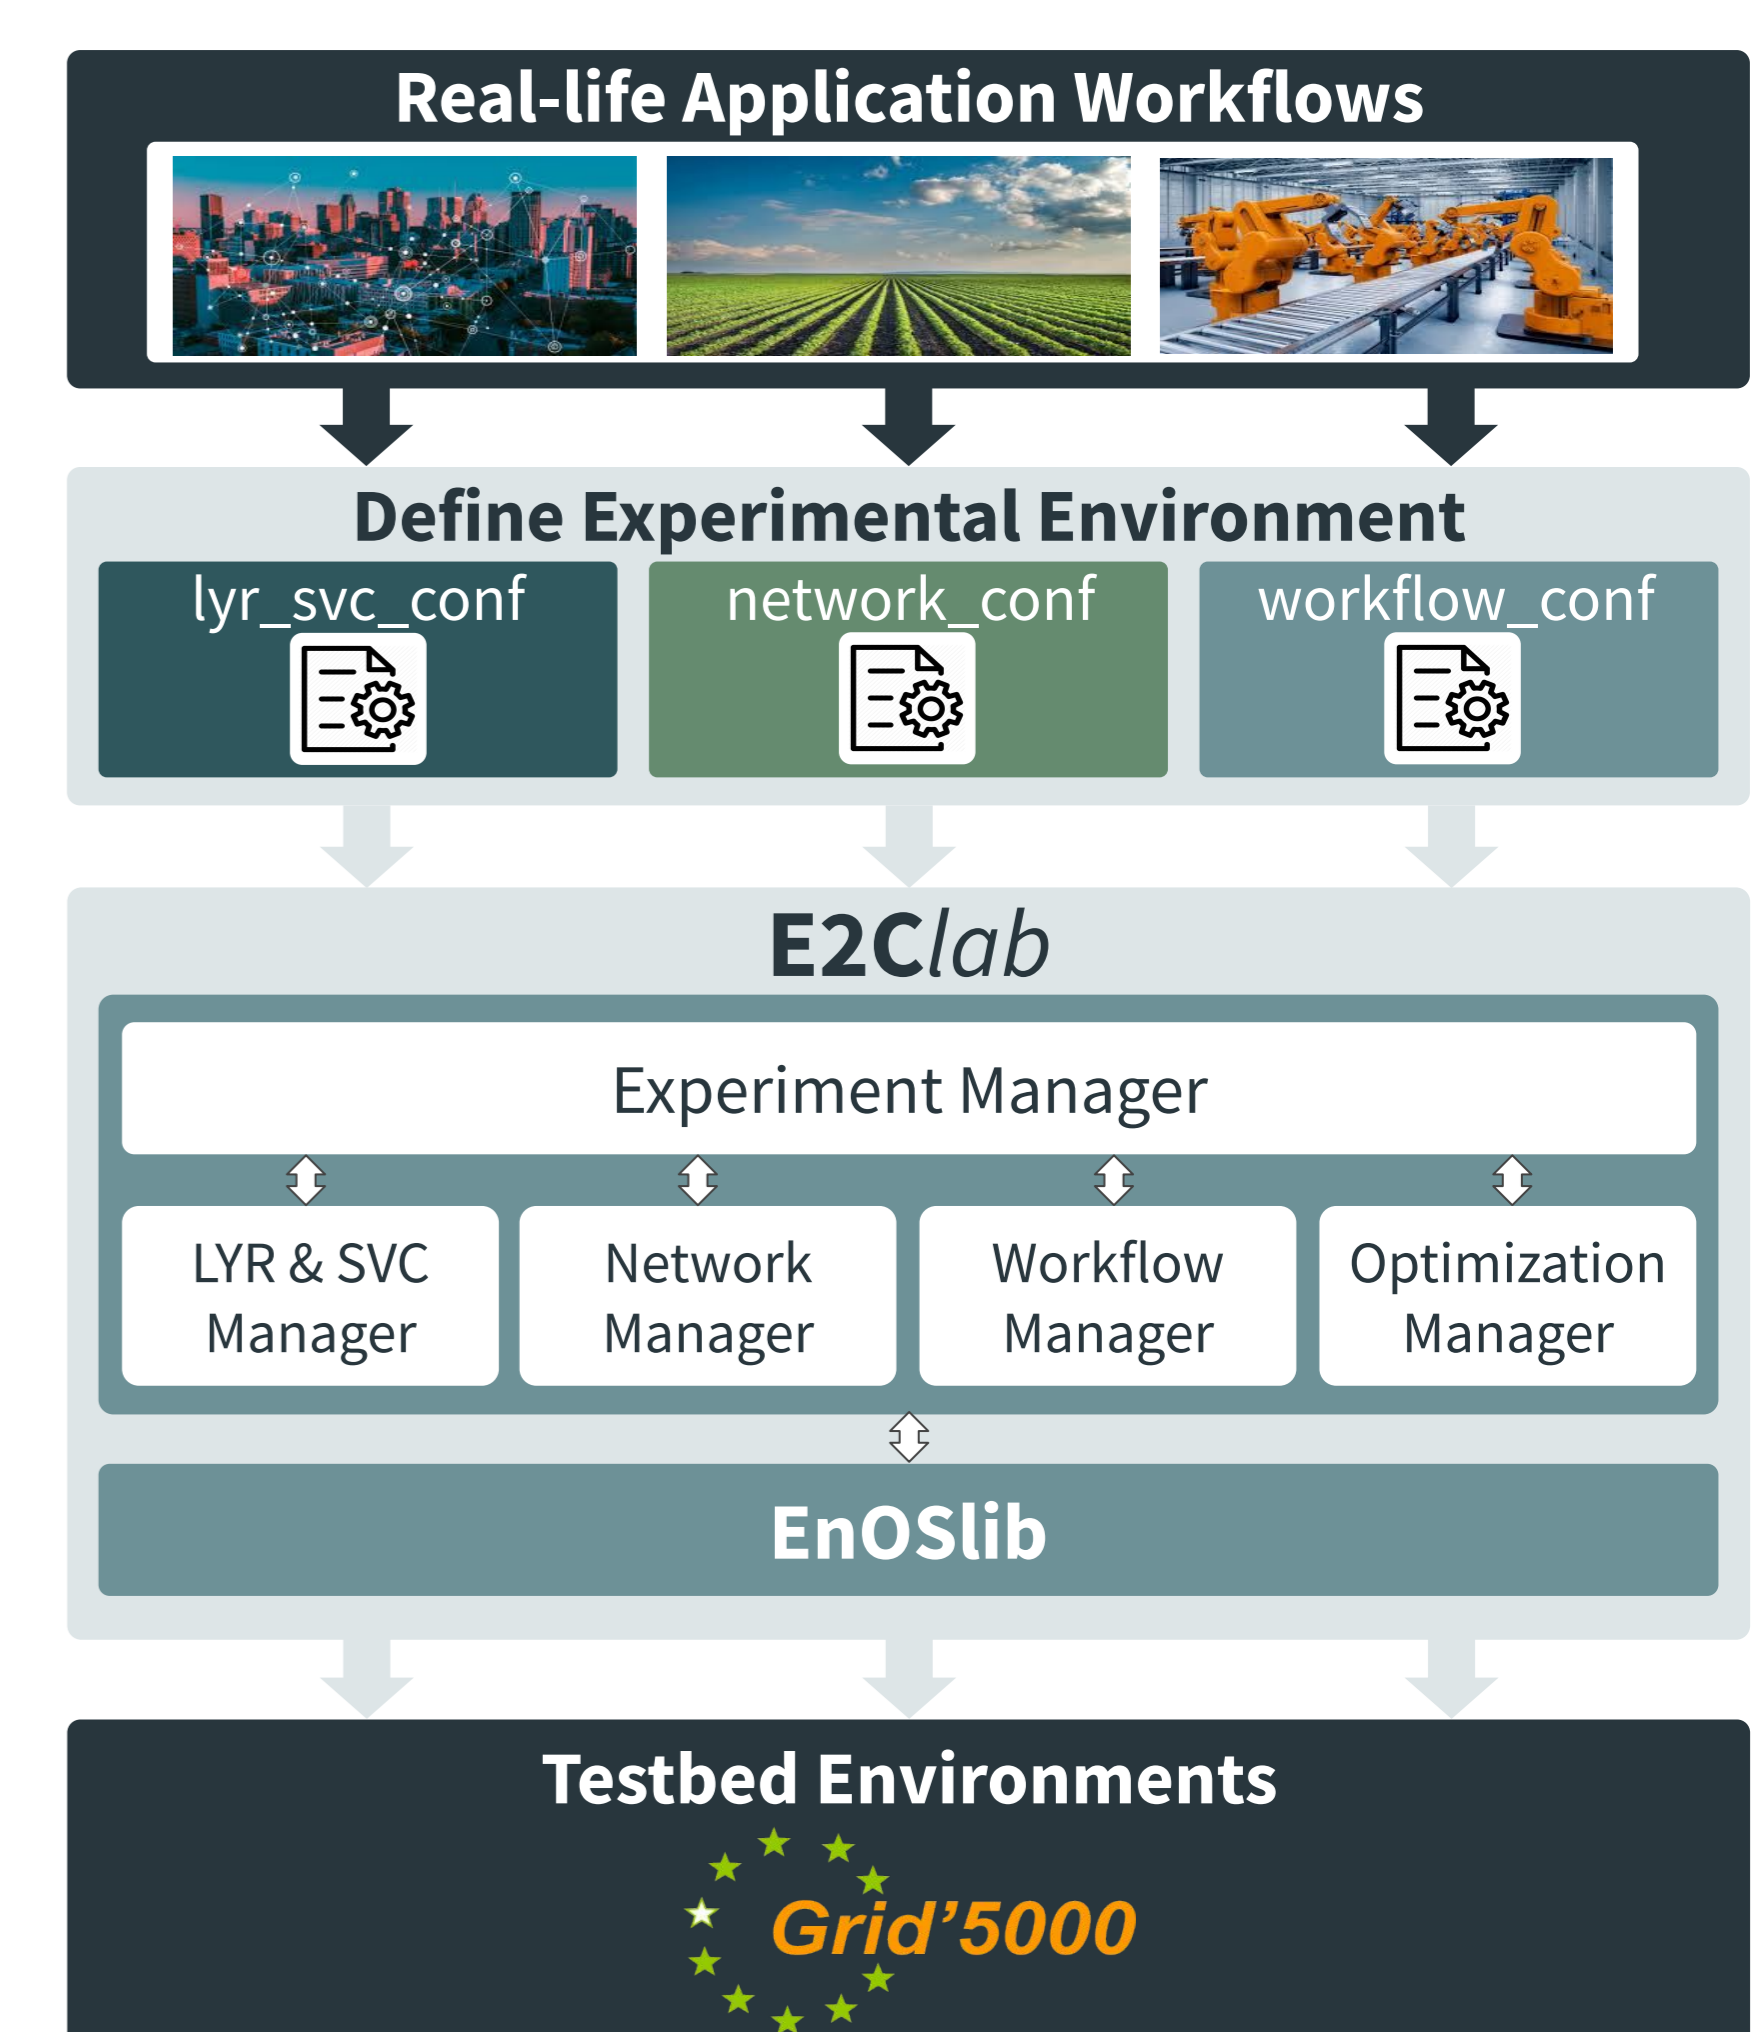 Real-life Application Workflows
Define Experimental Environment
lyr_svc_conf
network_conf
workflow_conf
E2Clab
Experiment Manager
LYR & SVC
Manager
Network
Manager
Workflow
Manager
Optimization
Manager
EnOSlib
Testbed Environments
Grid’5000